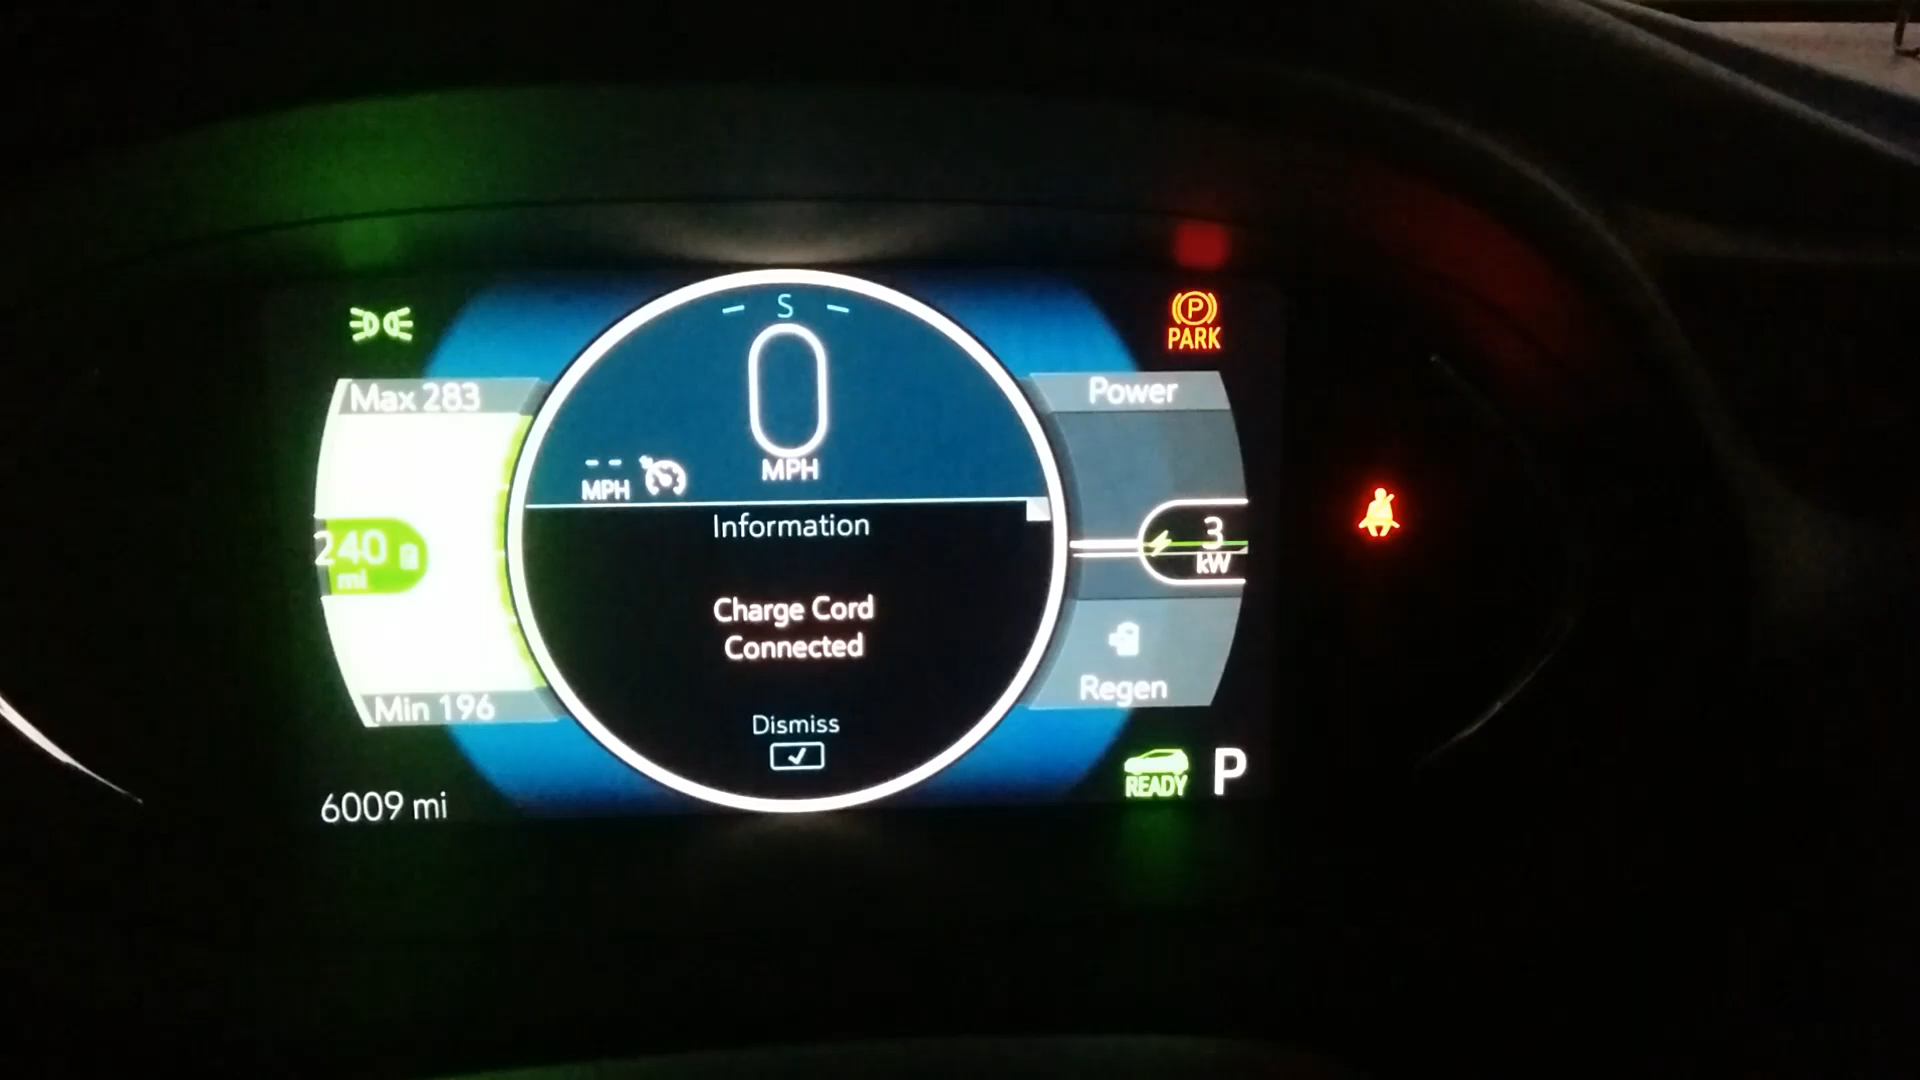 S
0
MPH
-- MPH
Max 283
240
mi
Min 196
6009 mi
Information
Charge Cord
Connected
Dismiss
P
PARK
Power
3
kW
Regen
READY
P